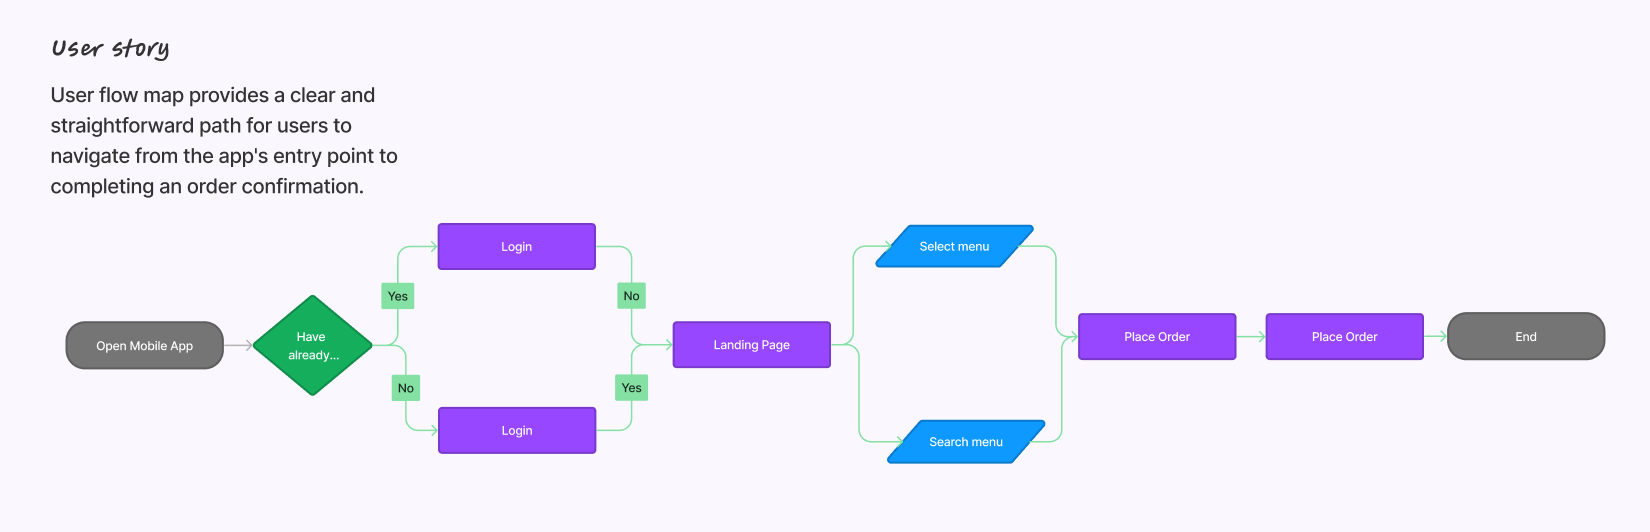 User story
User flow map provides a clear and
straightforward path for users to
navigate from the app's entry point to
completing an order confirmation.
Open Mobile App
Have
already...
Yes
No
Login
Login
No
Yes
Landing Page
Select menu
Search menu
Place Order
Place Order
End